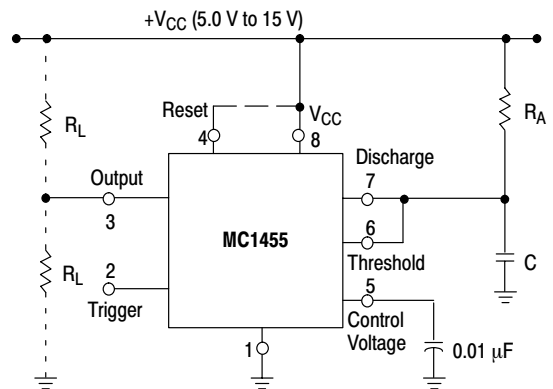 +VCC (5.0 V to 15 V)
Reset
VCC
4
8
RL
RA
Discharge
Output
7
3
MC1455
6
Threshold
C
RL
2
Trigger
5
Control
Voltage
1
0.01 µF